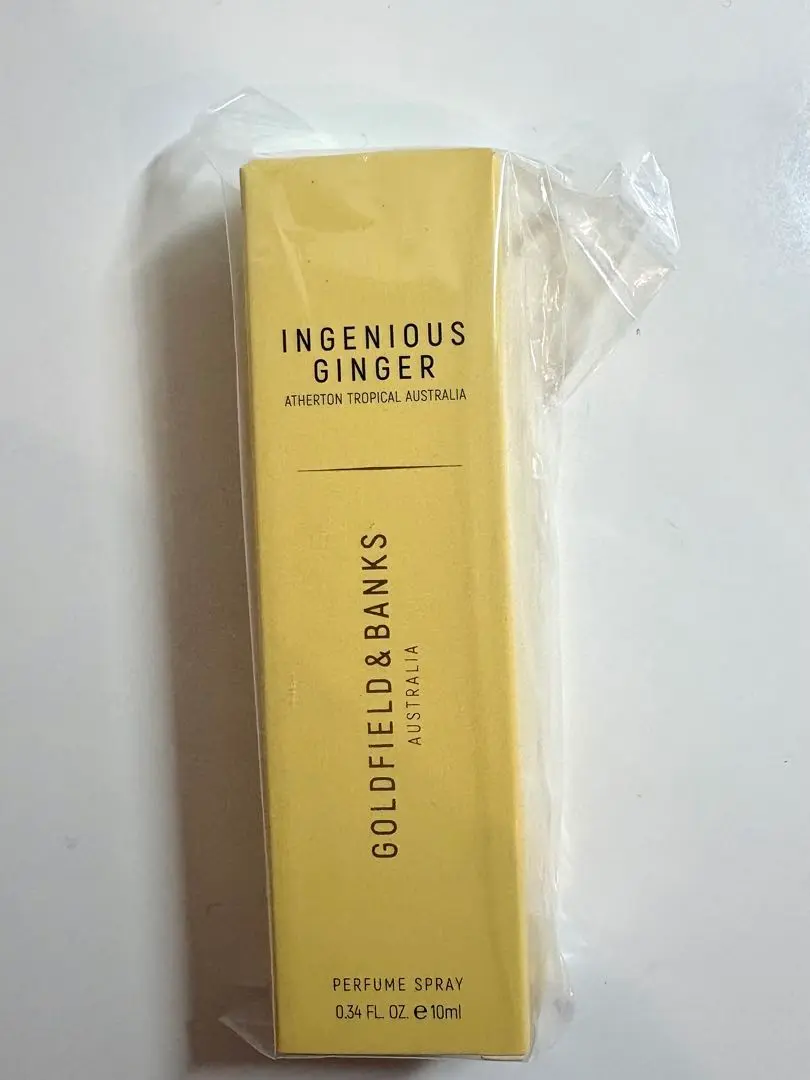 INGENIOUS
GINGER
ATHERTON TROPICAL AUSTRALIA
GOLDFIELD & BANKS
AUSTRALIA
PERFUME SPRAY
0.34 FL. OZ. ℮ 10ml